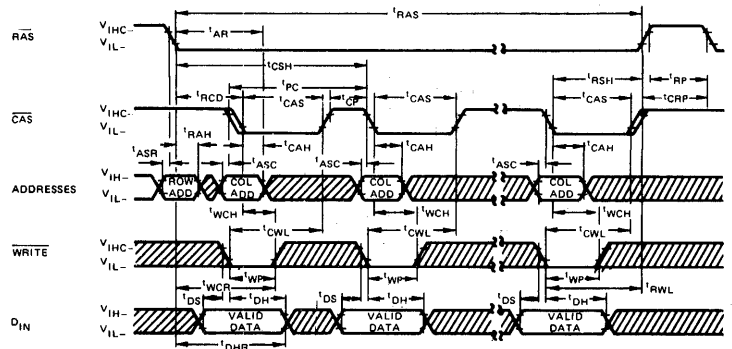 tRAS
tAR
RAS
VIHC
VIL
tCSH
tPC
tRSH
tRP
tRCD
tCAS
tCP
tCAS
tCAS
tCRP
CAS
VIHC
VIL
tRAH
tCAH
tCAH
tCAH
tASR
tASC
tASC
tASC
ADDRESSES
VIH
VIL
ROW ADD
COL ADD
COL ADD
COL ADD
tWCH
tWCH
tWCH
tCWL
tCWL
tCWL
WRITE
VIHC
VIL
tWP
tWP
tWP
tWCR
tRWL
tDS
tDH
tDS
tDH
tDS
tDH
DIN
VIH
VIL
VALID DATA
VALID DATA
VALID DATA
tDHR